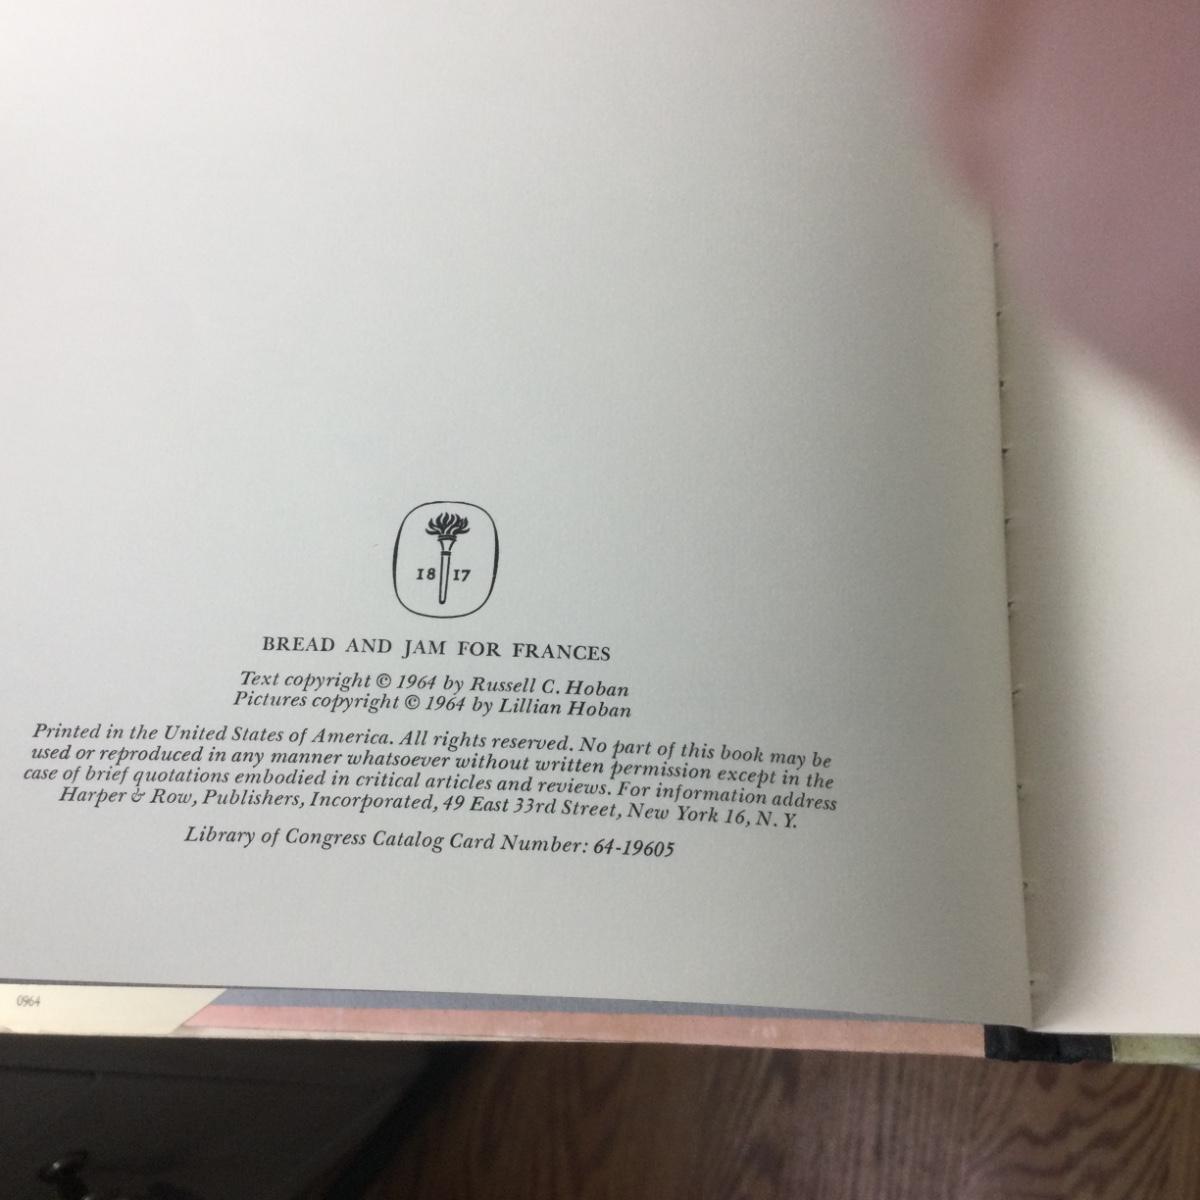 18 17
BREAD AND JAM FOR FRANCES
Text copyright © 1964 by Russell C. Hoban
Pictures copyright © 1964 by Lillian Hoban
Printed in the United States of America. All rights reserved. No part of this book may be
used or reproduced in any manner whatsoever without written permission except in the
case of brief quotations embodied in critical articles and reviews. For information address
Harper & Row, Publishers, Incorporated, 49 East 33rd Street, New York 16, N. Y.
Library of Congress Catalog Card Number: 64-19605
0964